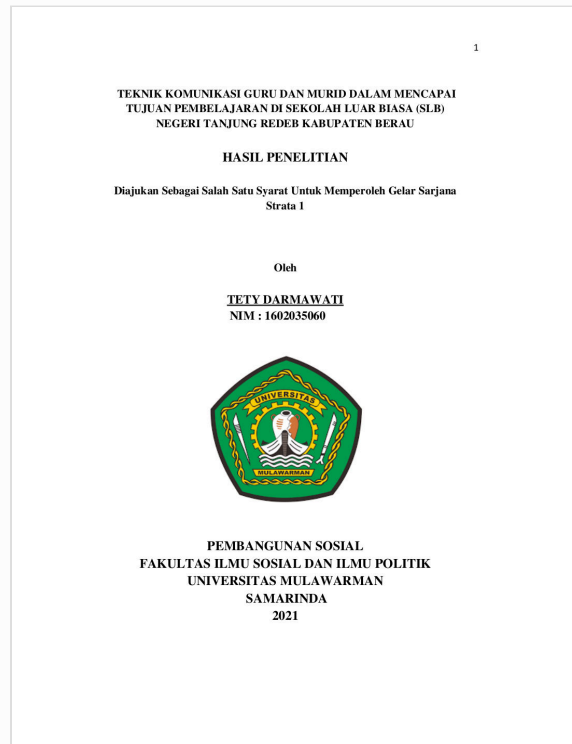 1
TEKNIK KOMUNIKASI GURU DAN MURID DALAM MENCAPAI
TUJUAN PEMBELAJARAN DI SEKOLAH LUAR BIASA (SLB)
NEGERI TANJUNG REDEB KABUPATEN BERAU
HASIL PENELITIAN
Diajukan Sebagai Salah Satu Syarat Untuk Memperoleh Gelar Sarjana
Strata 1
Oleh
TETY DARMAWATI
NIM : 1602035060
UNIVERSITAS
MULAWARMAN
PEMBANGUNAN SOSIAL
FAKULTAS ILMU SOSIAL DAN ILMU POLITIK
UNIVERSITAS MULAWARMAN
SAMARINDA
2021